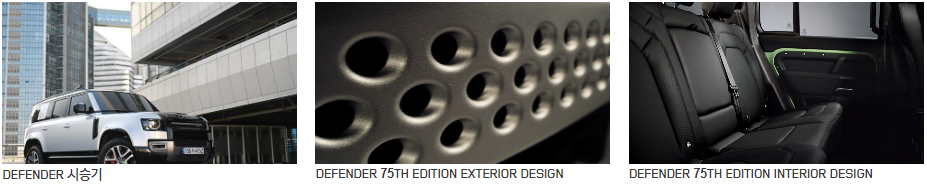 DEFENDER 시승기
DEFENDER 75TH EDITION EXTERIOR DESIGN
DEFENDER 75TH EDITION INTERIOR DESIGN